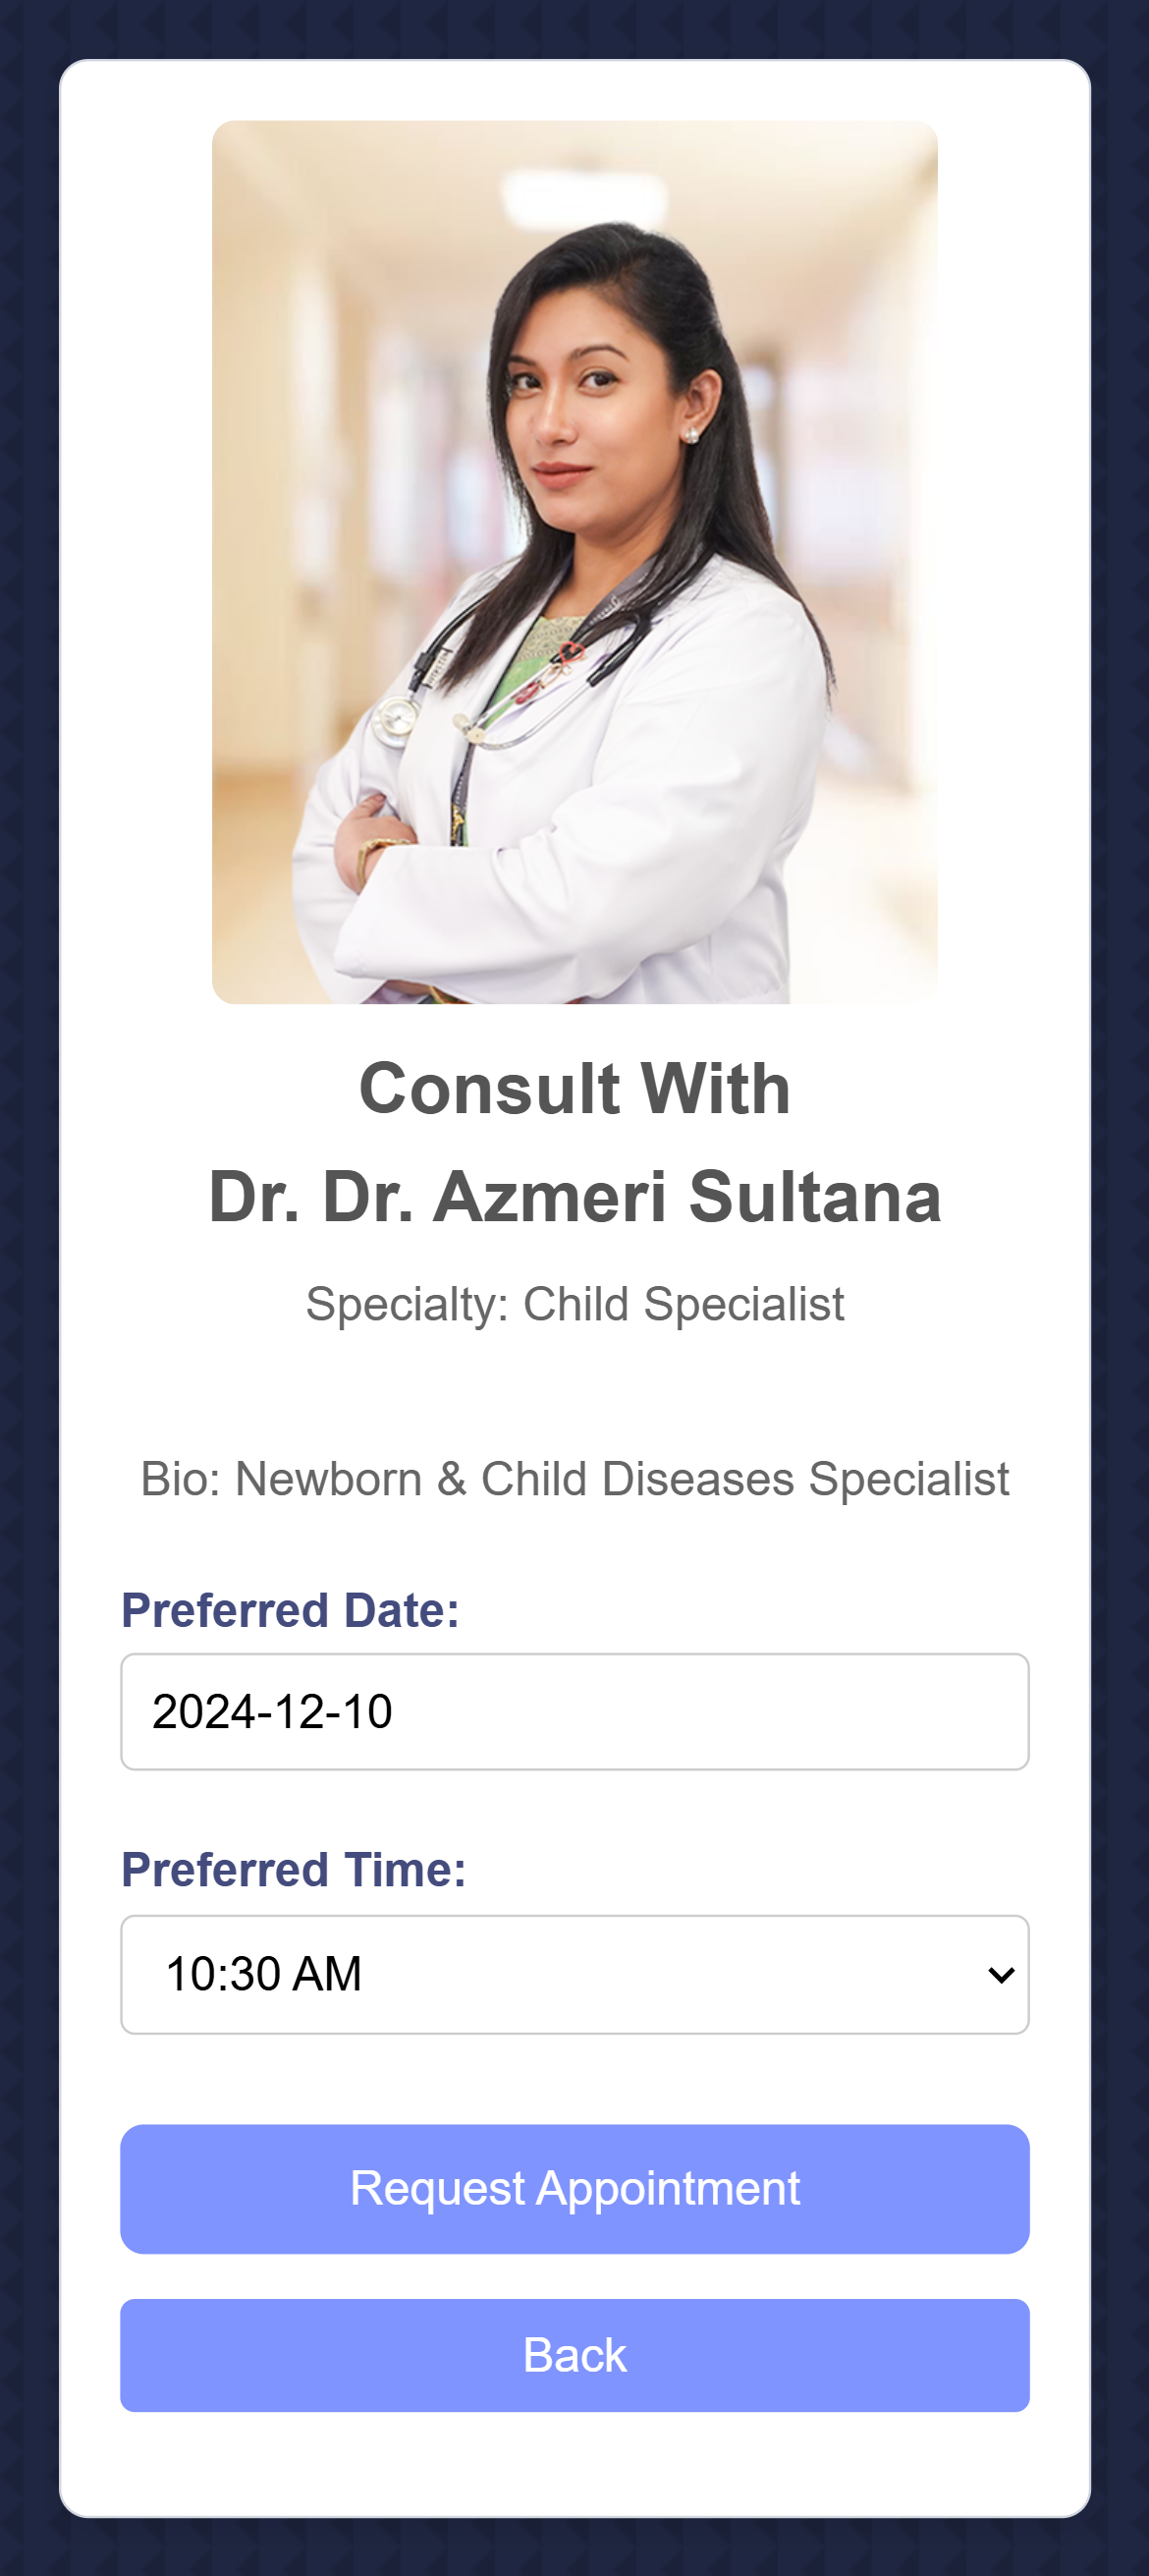 Consult With
Dr. Dr. Azmeri Sultana
Specialty: Child Specialist
Bio: Newborn & Child Diseases Specialist
Preferred Date:
2024-12-10
Preferred Time:
10:30 AM
Request Appointment
Back